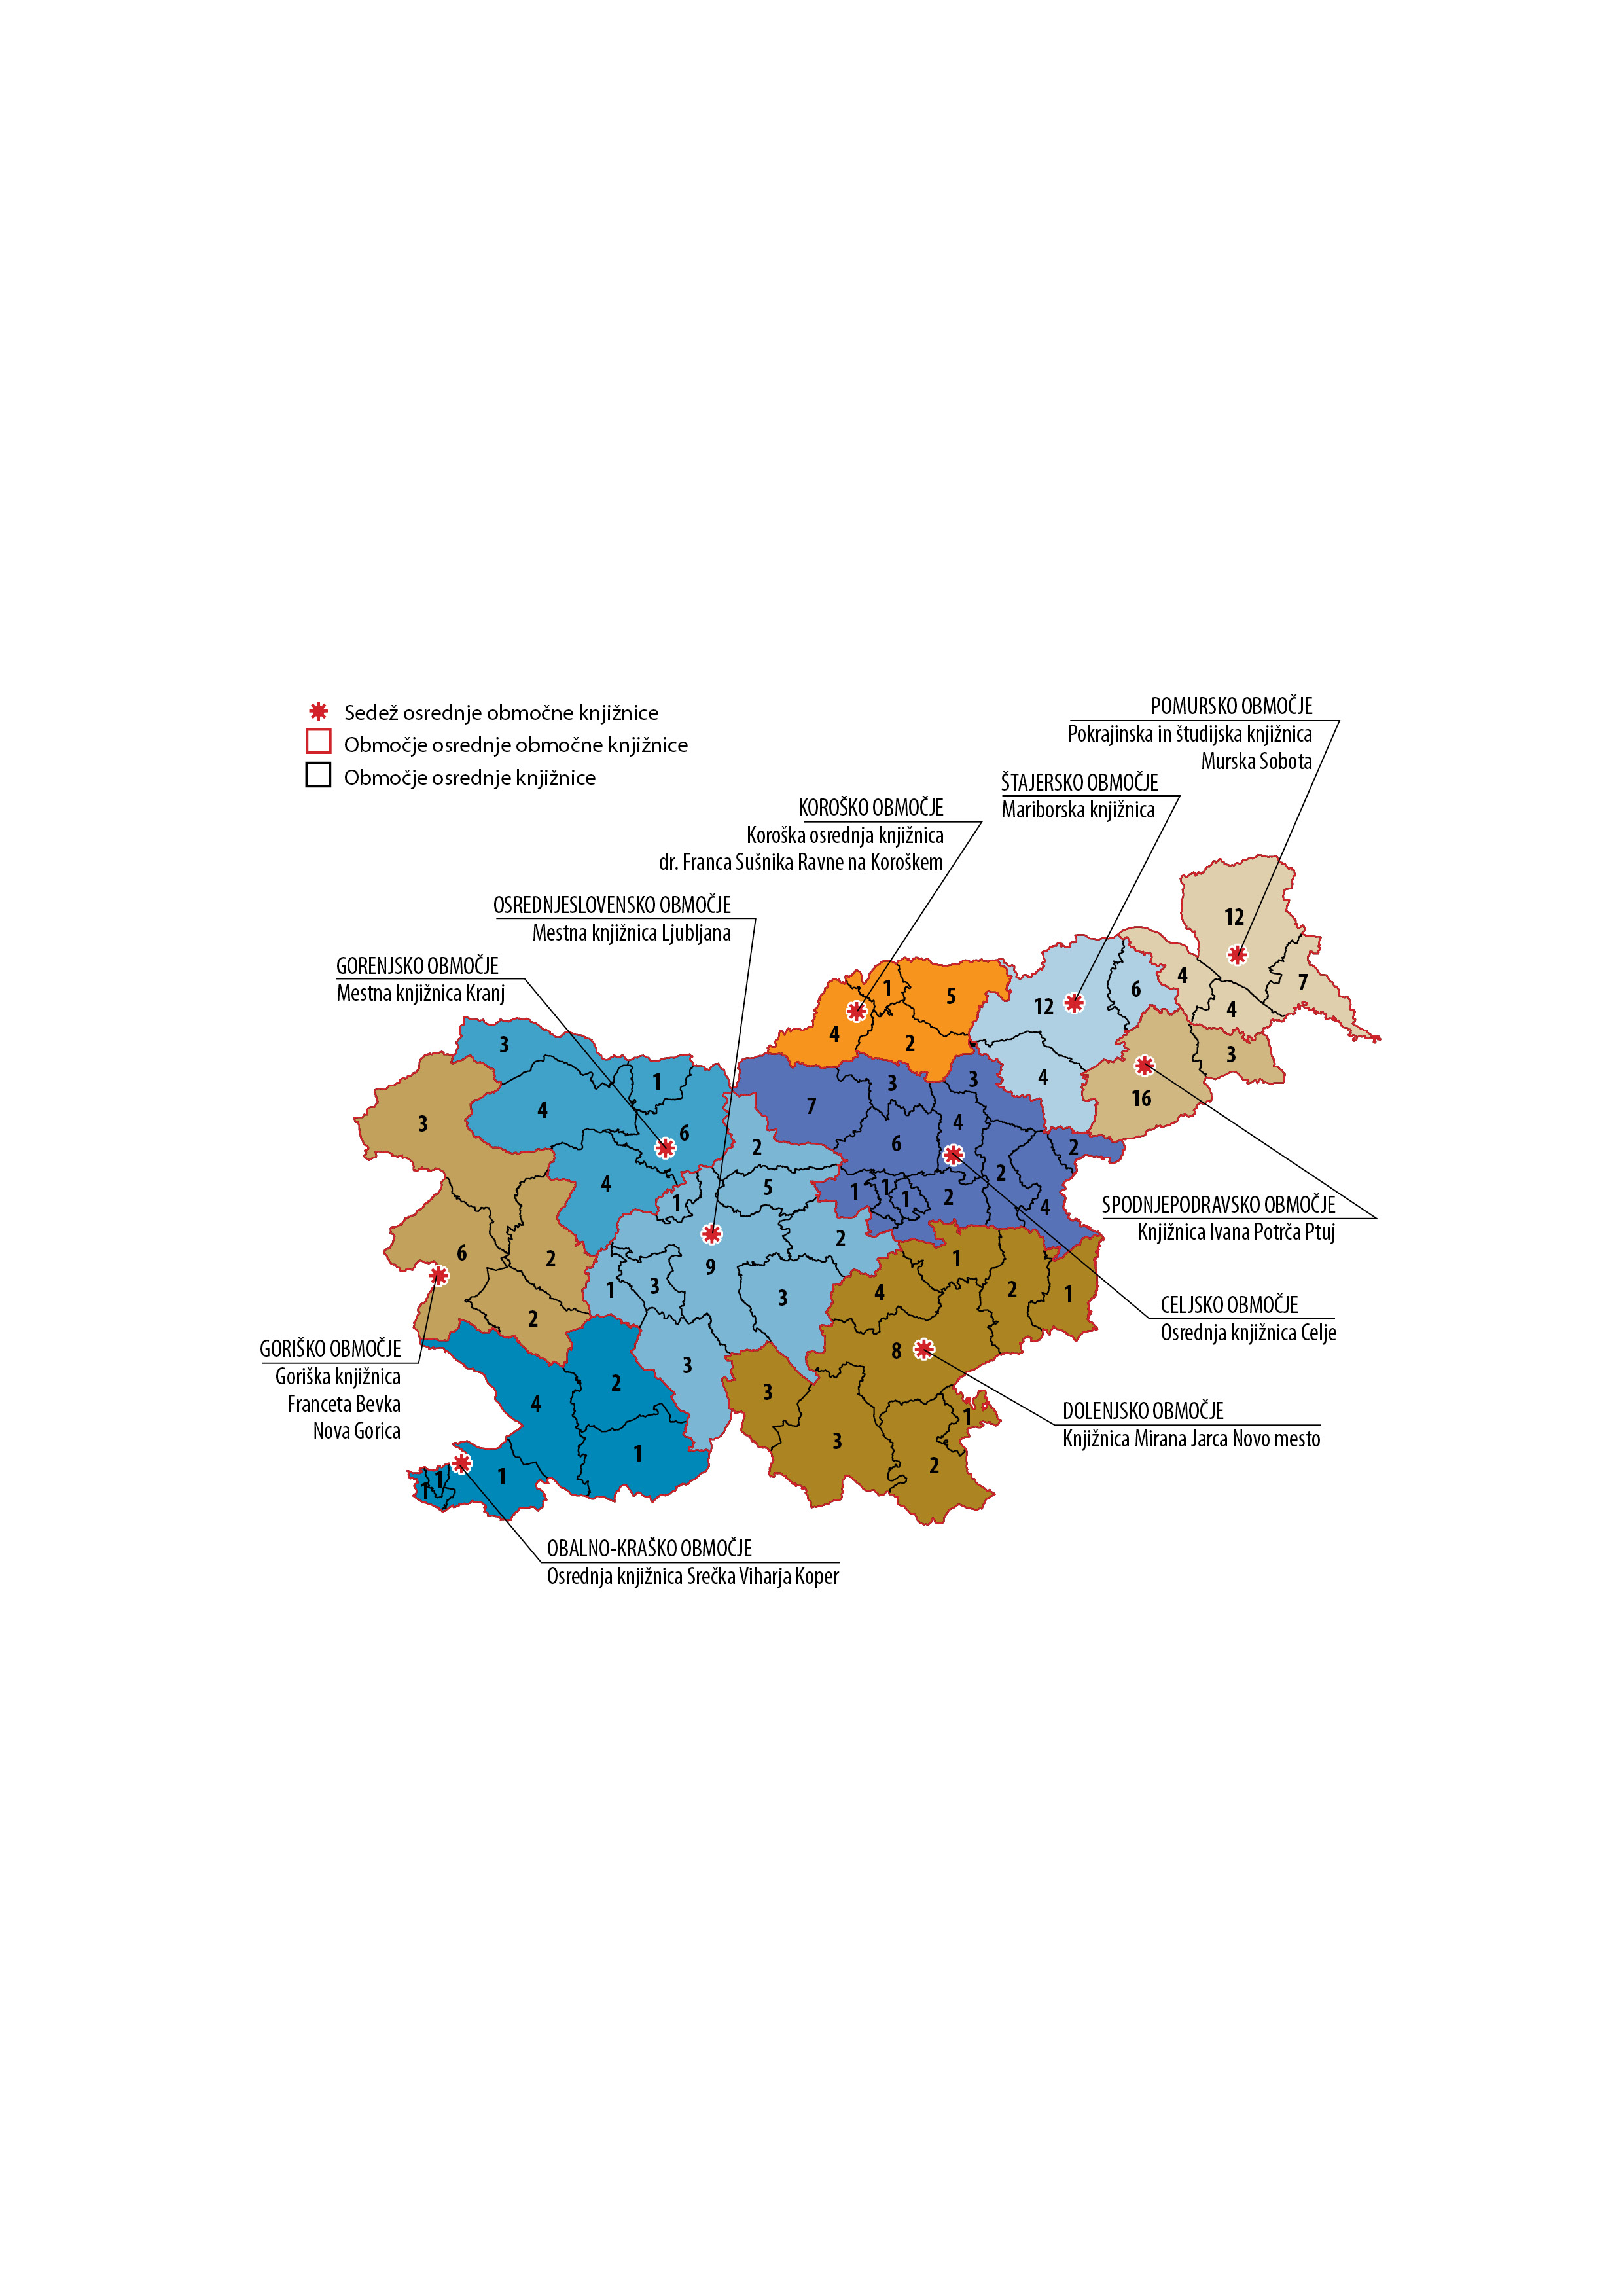 Sedež osrednje območne knjižnice
Območje osrednje območne knjižnice
Območje osrednje knjižnice
POMURSKO OBMOČJE
Pokrajinska in študijska knjižnica
Murska Sobota
ŠTAJERSKO OBMOČJE
Mariborska knjižnica
KOROŠKO OBMOČJE
Koroška osrednja knjižnica
dr. Franca Sušnika Ravne na Koroškem
OSREDNJESLOVENSKO OBMOČJE
Mestna knjižnica Ljubljana
GORENJSKO OBMOČJE
Mestna knjižnica Kranj
12
4
7
4
1
5
6
12
4
2
3
3
1
4
3
3
4
7
3
16
3
4
6
2
6
2
2
4
5
1
1
1
2
2
4
1
6
2
9
2
1
3
3
4
1
2
1
2
8
3
2
3
4
1
3
3
1
2
1
1
1
SPODNJEPODRAVSKO OBMOČJE
Knjižnica Ivana Potrča Ptuj
CELJSKO OBMOČJE
Osrednja knjižnica Celje
GORIŠKO OBMOČJE
Goriška knjižnica
Franceta Bevka
Nova Gorica
DOLENJSKO OBMOČJE
Knjižnica Mirana Jarca Novo mesto
OBALNO-KRAŠKO OBMOČJE
Osrednja knjižnica Srečka Viharja Koper